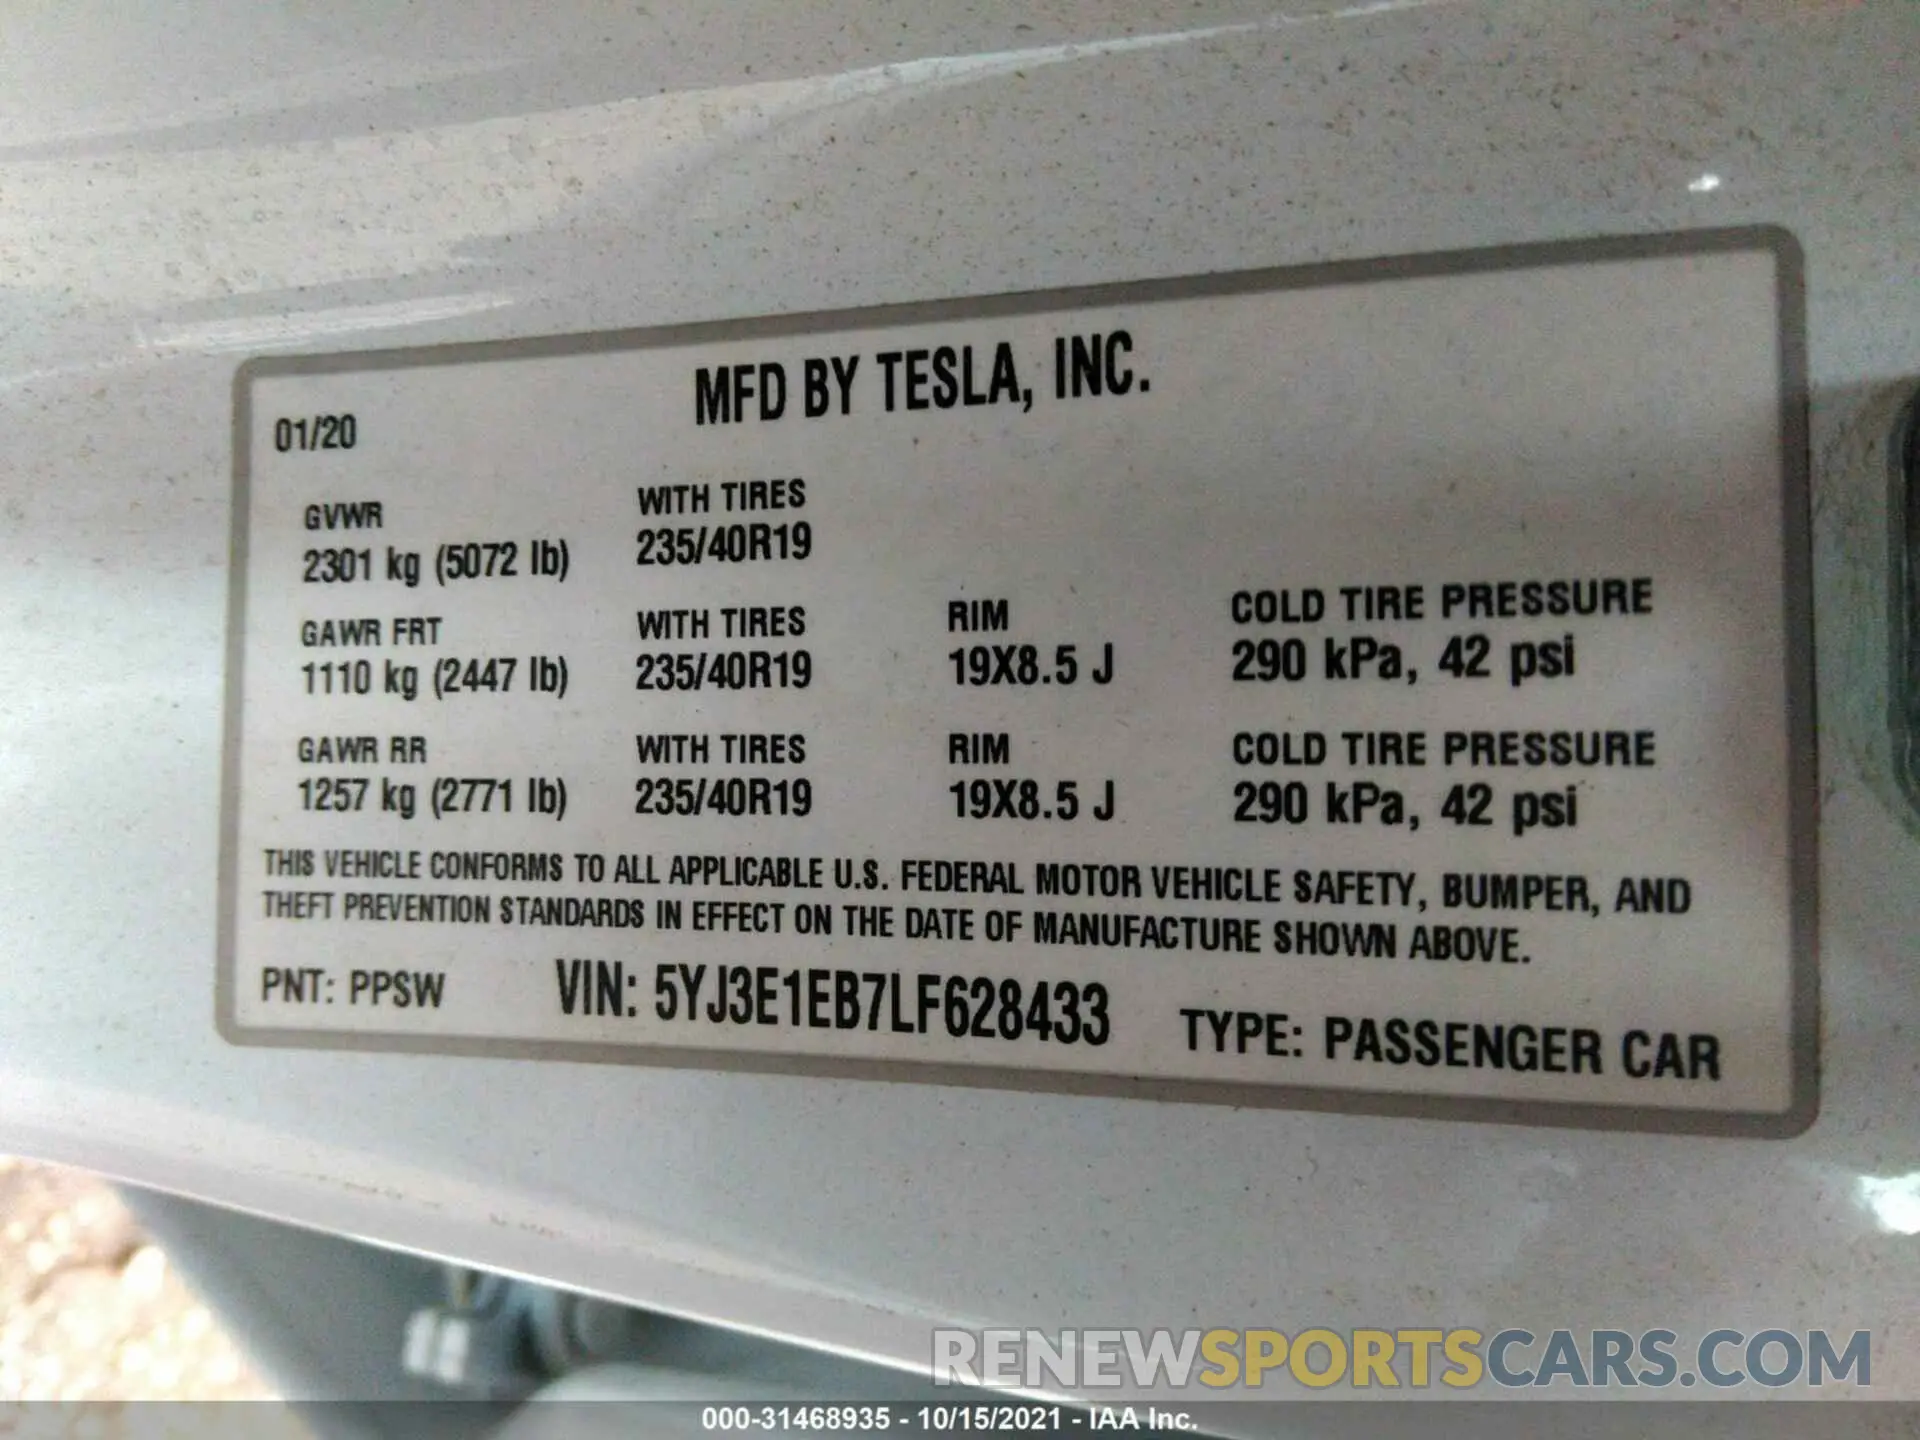 MFD BY TESLA, INC.
01/20
GVWR
2301 kg (5072 lb)
WITH TIRES
235/40R19
GAWR FRT
1110 kg (2447 lb)
WITH TIRES
235/40R19
RIM
19X8.5 J
COLD TIRE PRESSURE
290 kPa, 42 psi
GAWR RR
1257 kg (2771 lb)
WITH TIRES
235/40R19
RIM
19X8.5 J
COLD TIRE PRESSURE
290 kPa, 42 psi
THIS VEHICLE CONFORMS TO ALL APPLICABLE U.S. FEDERAL MOTOR VEHICLE SAFETY, BUMPER, AND
THEFT PREVENTION STANDARDS IN EFFECT ON THE DATE OF MANUFACTURE SHOWN ABOVE.
PNT: PPSW VIN: 5YJ3E1EB7LF628433 TYPE: PASSENGER CAR
RENEWSPORTSCARS.COM
000-31468935 - 10/15/2021 - IAA Inc.